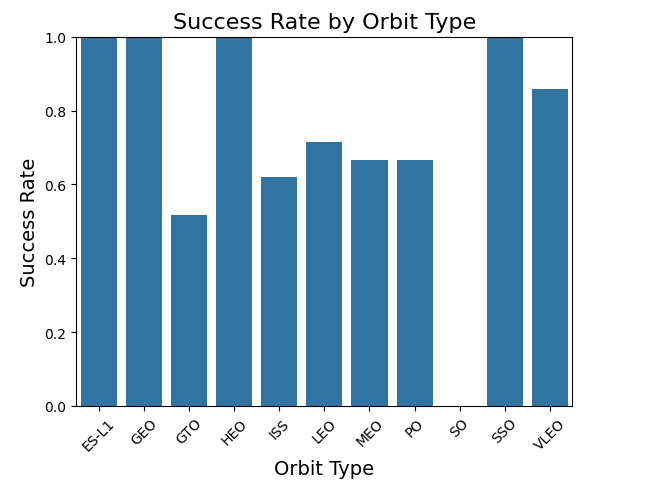 Success Rate by Orbit Type
1.0
0.8
0.6
0.4
0.2
0.0
Success Rate
ES-L1
GEO
GTO
HEO
ISS
LEO
MEO
PO
SO
SSO
VLEO
Orbit Type